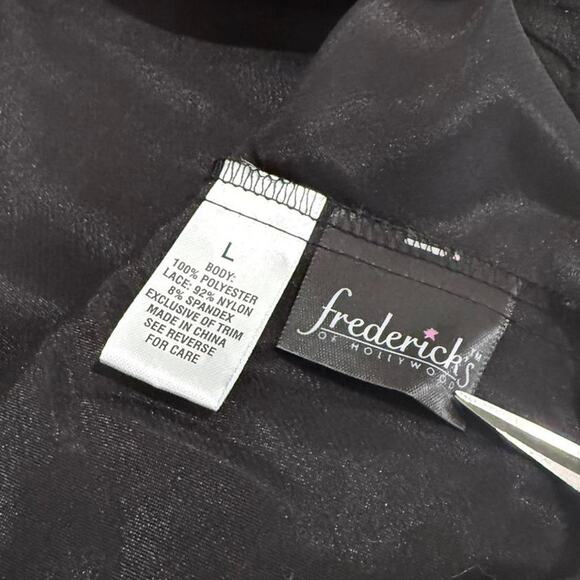 L
BODY:
100% POLYESTER
LACE: 92% NYLON
8% SPANDEX
EXCLUSIVE OF TRIM
MADE IN CHINA
SEE REVERSE
FOR CARE
frederick's™
OF HOLLYWOOD